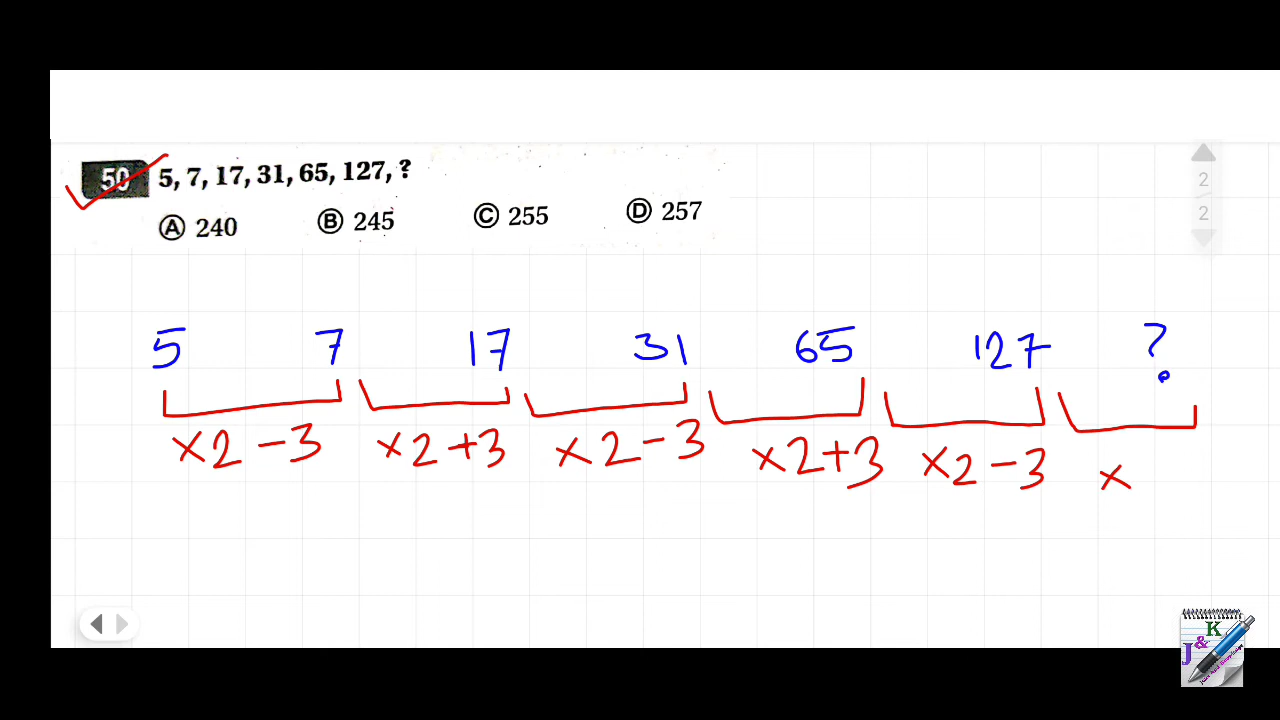 50 5, 7, 17, 31, 65, 127, ?
Ⓐ 240 Ⓑ 245 Ⓒ 255 Ⓓ 257
2
2
5 7 17 31 65 127 ?
×2-3 ×2+3 ×2-3 ×2+3 ×2-3 ×
J&K